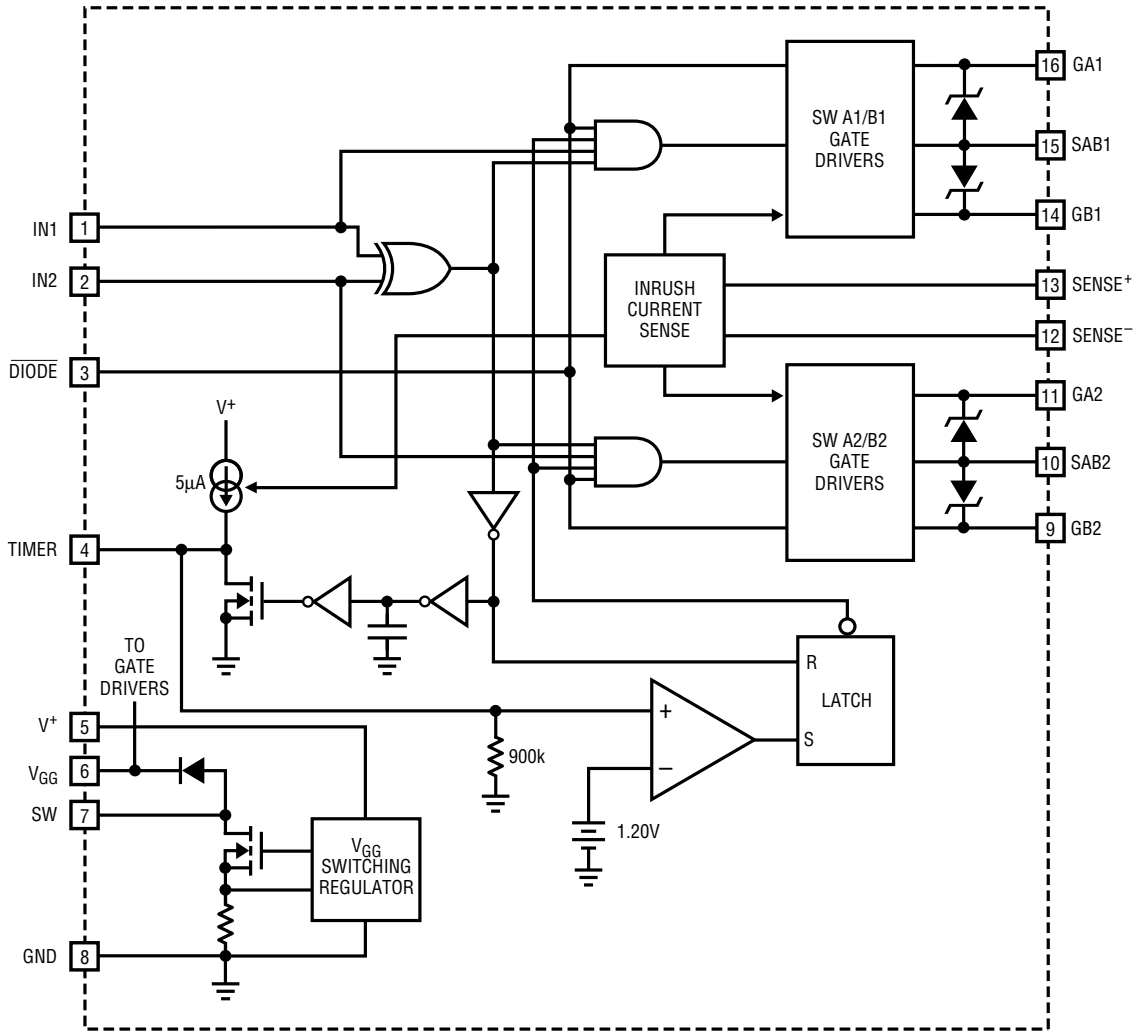 16 GA1
SW A1/B1
GATE
DRIVERS
15 SAB1
14 GB1
IN1 1
IN2 2
INRUSH
CURRENT
SENSE
13 SENSE+
12 SENSE–
DIODE 3
11 GA2
V+
SW A2/B2
GATE
DRIVERS
10 SAB2
5µA
9 GB2
TIMER 4
TO
GATE
DRIVERS
R
LATCH
S
+
–
V+ 5
900k
VGG 6
SW 7
1.20V
VGG
SWITCHING
REGULATOR
GND 8